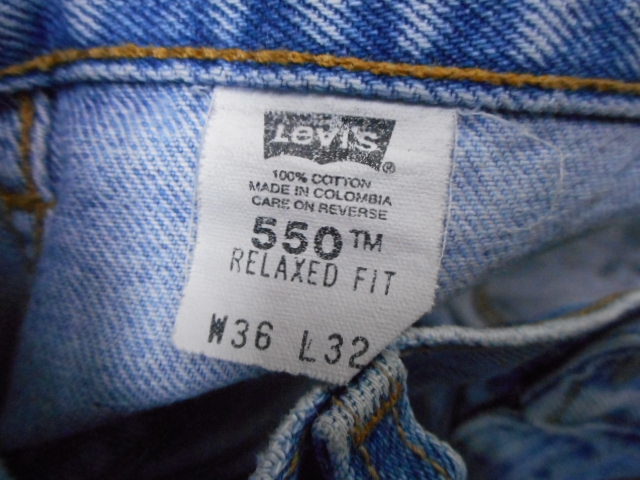 Levi's ®
100% COTTON
MADE IN COLOMBIA
CARE ON REVERSE
550™
RELAXED FIT
W36 L32